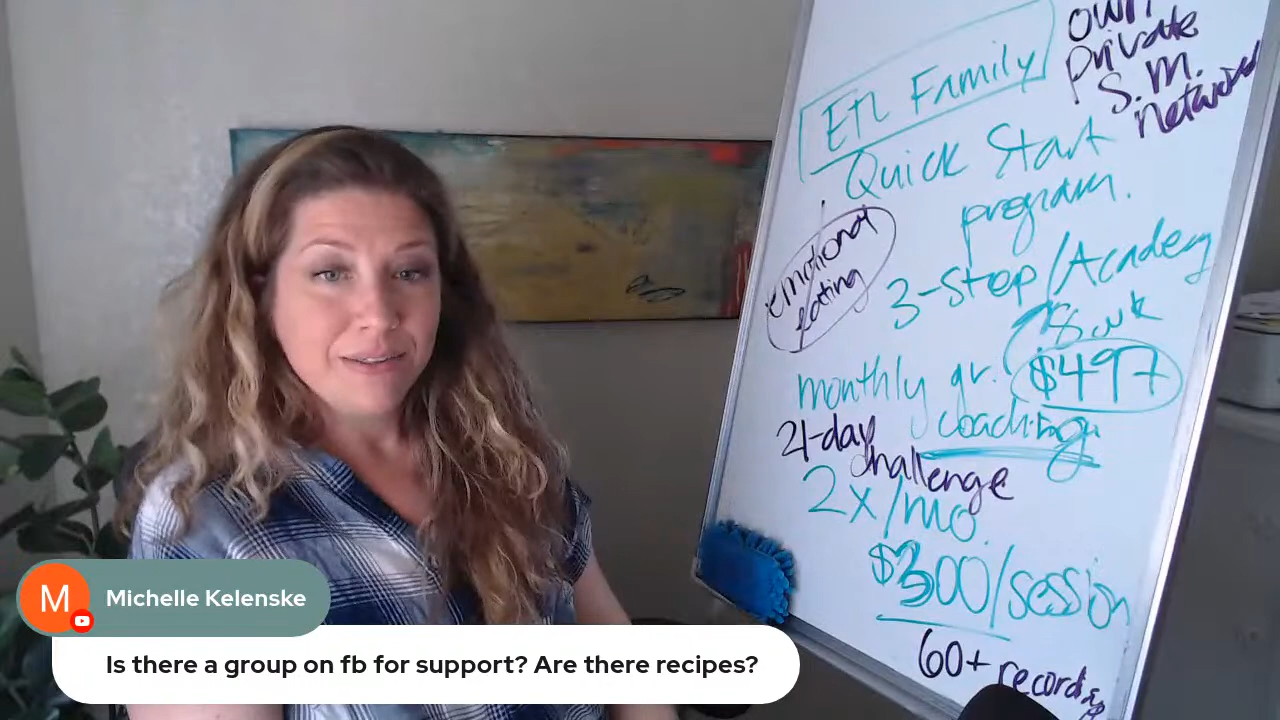 own
Private
S.M.
network
ETL Family
Quick Start
program.
emotional
eating
3-Step/Academy
8 wk
$497
monthly gr.
coaching
21-day
challenge
2x/mo.
$300/session
60+ recordings
M
Michelle Kelenske
Is there a group on fb for support? Are there recipes?